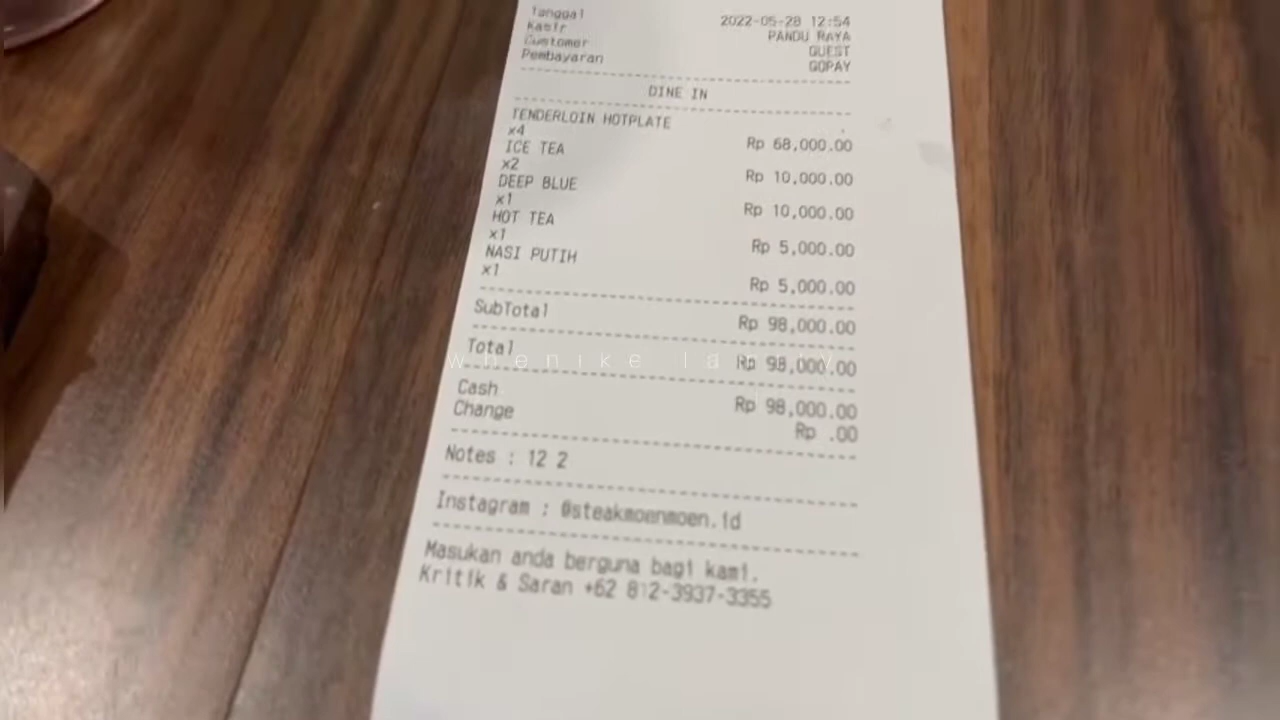 Tanggal 2022-05-28 12:54
Kasir PANDU RAYA
Customer GUEST
Pembayaran GOPAY
DINE IN
TENDERLOIN HOTPLATE
x4 Rp 68,000.00
ICE TEA
x2 Rp 10,000.00
DEEP BLUE
x1 Rp 10,000.00
HOT TEA
x1 Rp 5,000.00
NASI PUTIH
x1 Rp 5,000.00
SubTotal Rp 98,000.00
Total Rp 98,000.00
whenike
Cash Rp 98,000.00
Change Rp .00
Notes : 12 2
Instagram : @steakmoenmoen.id
Masukan anda berguna bagi kami.
Kritik & Saran +62 812-3937-3355